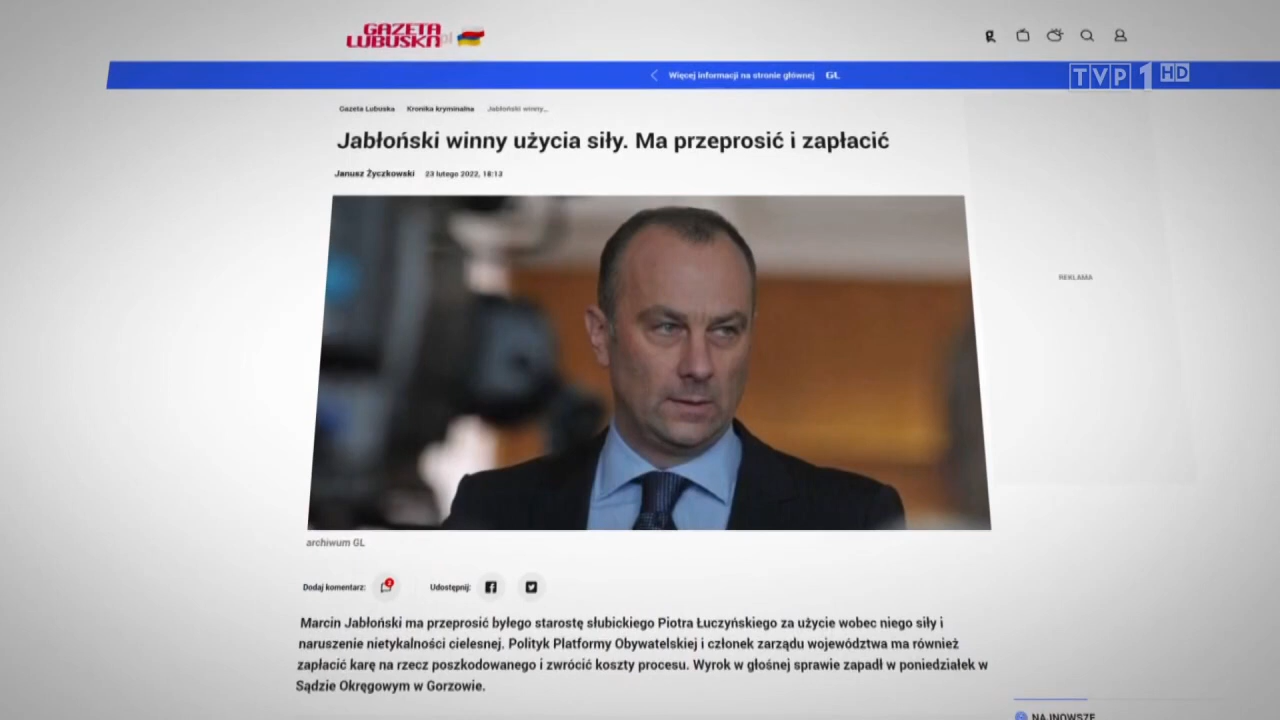 GAZETA
LUBUSKA.pl
TVP 1 HD
Więcej informacji na stronie głównej GL
Gazeta Lubuska Kronika kryminalna Jabłoński winny...
Jabłoński winny użycia siły. Ma przeprosić i zapłacić
Janusz Życzkowski 23 lutego 2022, 18:13
REKLAMA
archiwum GL
Dodaj komentarz: 2 Udostępnij:
Marcin Jabłoński ma przeprosić byłego starostę słubickiego Piotra Łuczyńskiego za użycie wobec niego siły i
naruszenie nietykalności cielesnej. Polityk Platformy Obywatelskiej i członek zarządu województwa ma również
zapłacić karę na rzecz poszkodowanego i zwrócić koszty procesu. Wyrok w głośnej sprawie zapadł w poniedziałek w
Sądzie Okręgowym w Gorzowie.
NAJNOWSZE